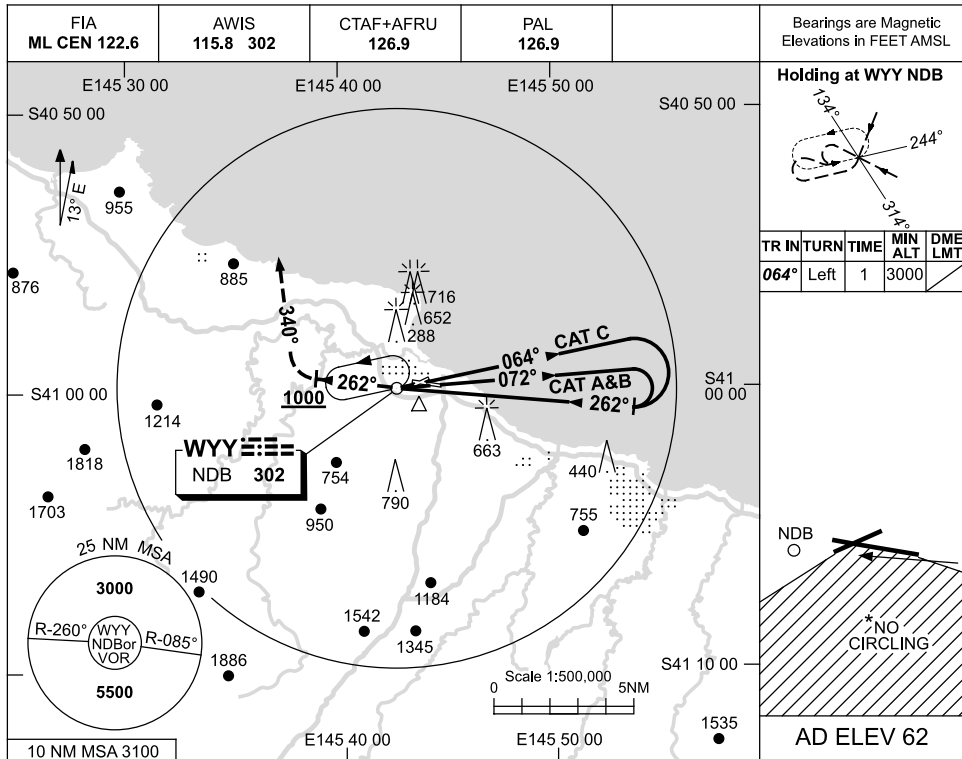 FIA
ML CEN 122.6
AWIS
115.8 302
CTAF+AFRU
126.9
PAL
126.9
Bearings are Magnetic
Elevations in FEET AMSL
E145 30 00
E145 40 00
E145 50 00
S40 50 00
S40 50 00
13° E
955
876
885
716
652
288
340°
262°
1000
064°
CAT C
072°
CAT A&B
262°
S41 00 00
S41
00 00
1214
1818
1703
WYY
NDB 302
754
950
790
663
440
755
25 NM MSA
3000
R-260°
WYY
NDBor
VOR
R-085°
5500
1490
1184
1542
1345
1886
S41 10 00
Scale 1:500,000
0
5NM
1535
E145 40 00
E145 50 00
10 NM MSA 3100
Holding at WYY NDB
134°
244°
314°
TR IN TURN TIME MIN ALT DME LMT
064° Left 1 3000
NDB
*NO
CIRCLING
AD ELEV 62